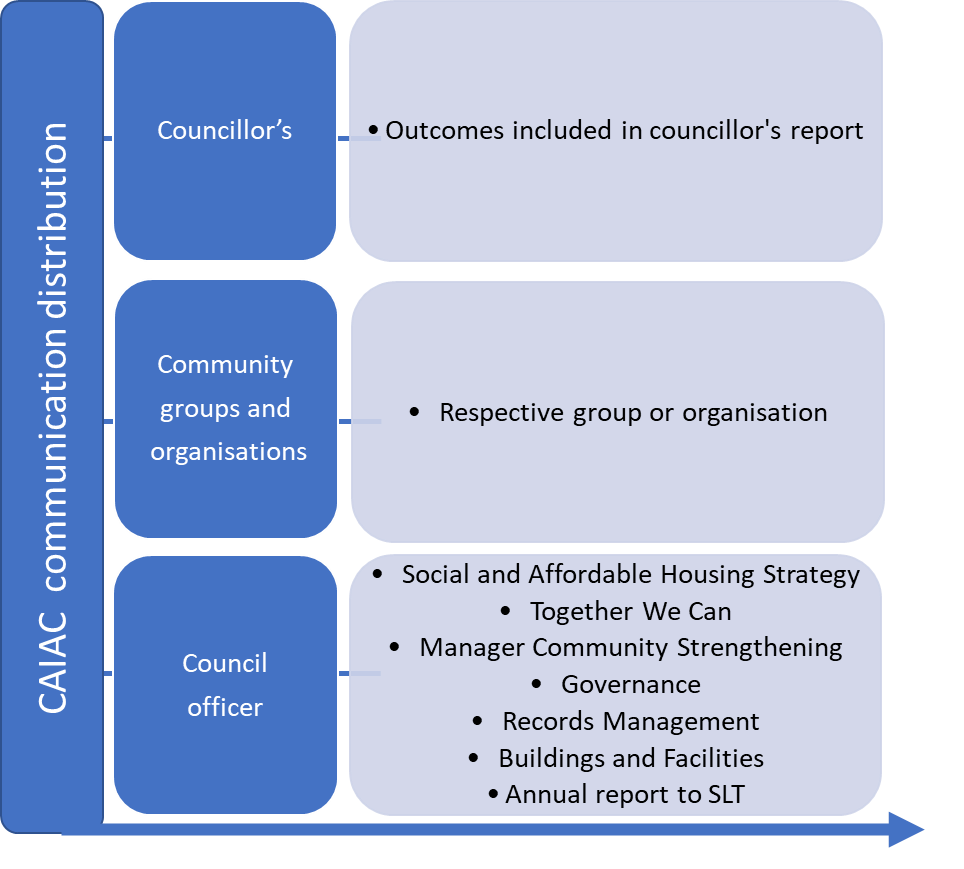 CAIAC communication distribution
Councillor’s
• Outcomes included in councillor's report
Community
groups and
organisations
• Respective group or organisation
Council
officer
• Social and Affordable Housing Strategy
• Together We Can
• Manager Community Strengthening
• Governance
• Records Management
• Buildings and Facilities
• Annual report to SLT